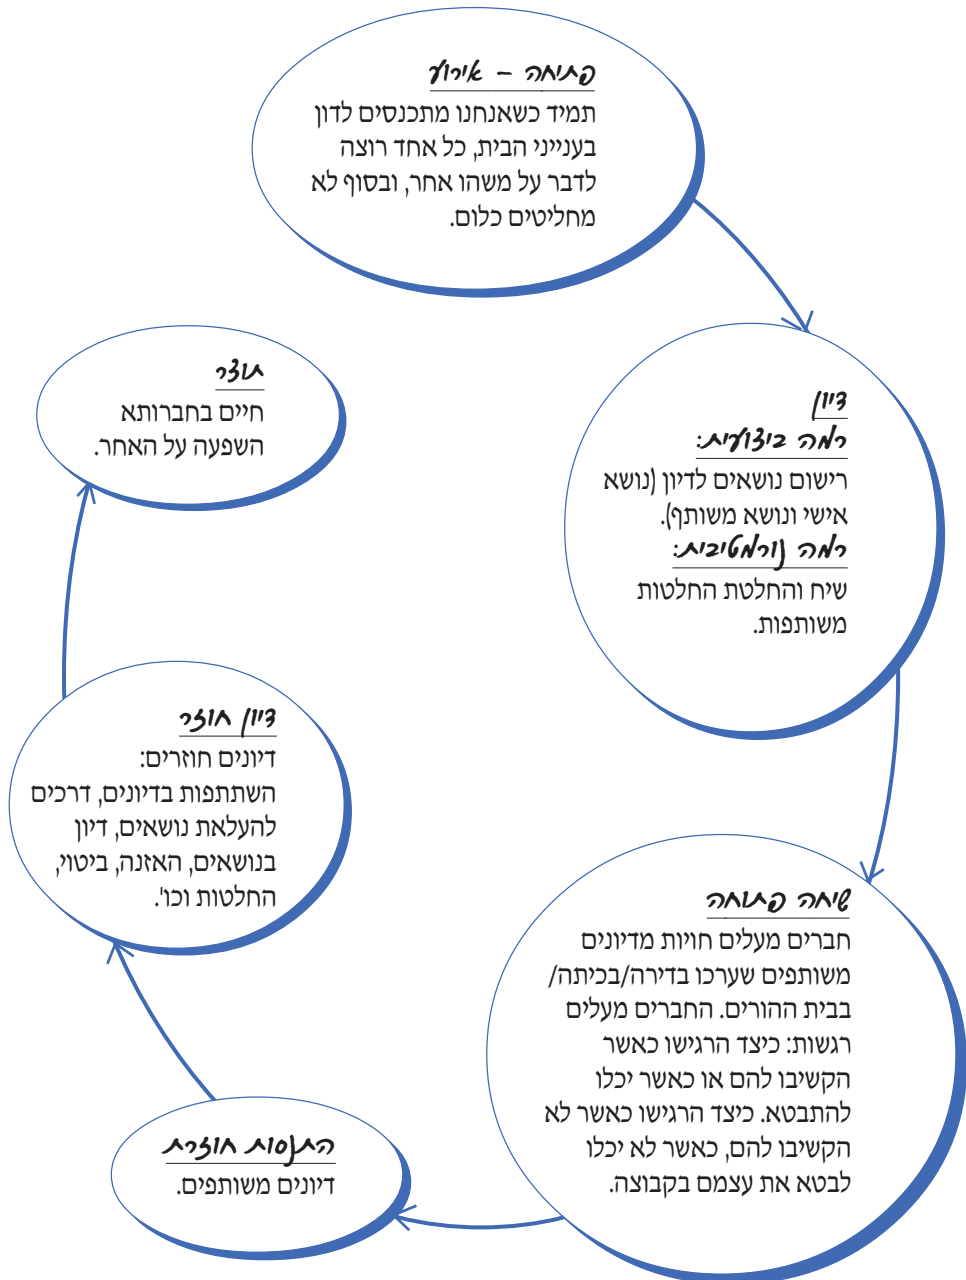 פתיחה – אירוע
תמיד כשאנחנו מתכנסים לדון
בענייני הבית, כל אחד רוצה
לדבר על משהו אחר, ובסוף לא
מחליטים כלום.
דיון
רמה ביצועית:
רישום נושאים לדיון (נושא
אישי ונושא משותף).
רמה נורמטיבית:
שיח והחלטת החלטות
משותפות.
שיחה פתוחה
חברים מעלים חויות מדיונים
משותפים שערכו בדירה/בכיתה/
בבית ההורים. החברים מעלים
רגשות: כיצד הרגישו כאשר
הקשיבו להם או כאשר יכלו
להתבטא. כיצד הרגישו כאשר לא
הקשיבו להם, כאשר לא יכלו
לבטא את עצמם בקבוצה.
התנסות חוזרת
דיונים משותפים.
דיון חוזר
דיונים חוזרים:
השתתפות בדיונים, דרכים
להעלאת נושאים, דיון
בנושאים, האזנה, ביטוי,
החלטות וכו'.
תוצר
חיים בחברותא
השפעה על האחר.